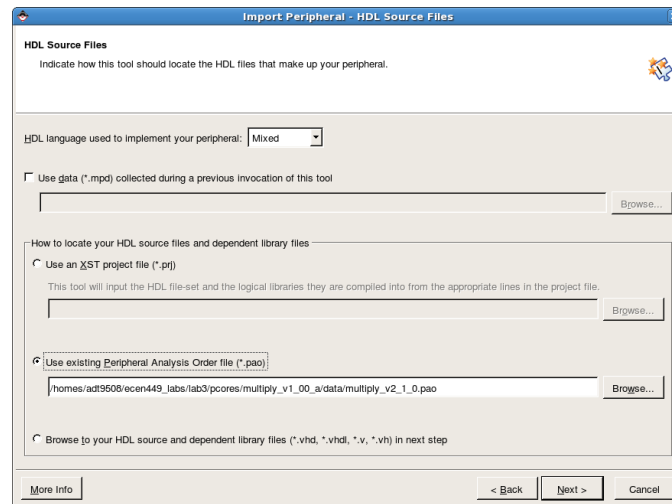 Import Peripheral - HDL Source Files
HDL Source Files
Indicate how this tool should locate the HDL files that make up your peripheral.
HDL language used to implement your peripheral: Mixed
Use data (*.mpd) collected during a previous invocation of this tool
Browse...
How to locate your HDL source files and dependent library files
Use an XST project file (*.prj)
This tool will input the HDL file-set and the logical libraries they are compiled into from the appropriate lines in the project file.
Browse...
Use existing Peripheral Analysis Order file (*.pao)
/homes/adt9508/ecen449_labs/lab3/pcores/multiply_v1_00_a/data/multiply_v2_1_0.pao Browse...
Browse to your HDL source and dependent library files (*.vhd, *.vhdl, *.v, *.vh) in next step
More Info < Back Next > Cancel